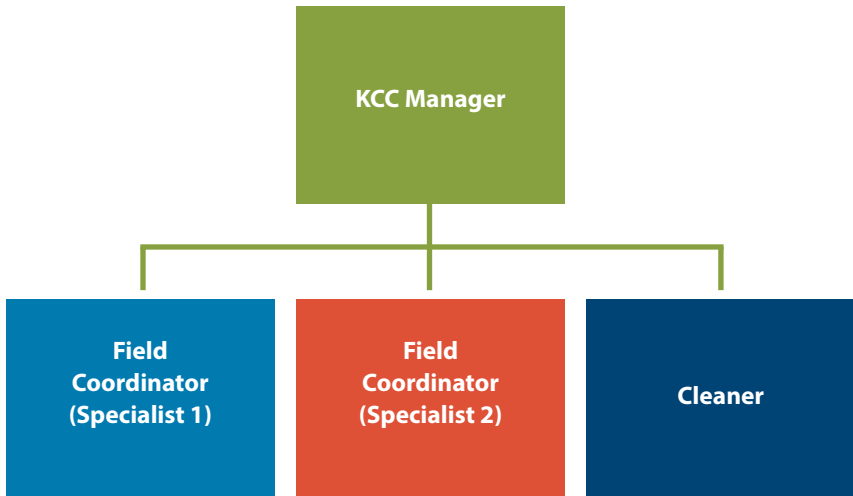 KCC Manager
Field
Coordinator
(Specialist 1)
Field
Coordinator
(Specialist 2)
Cleaner